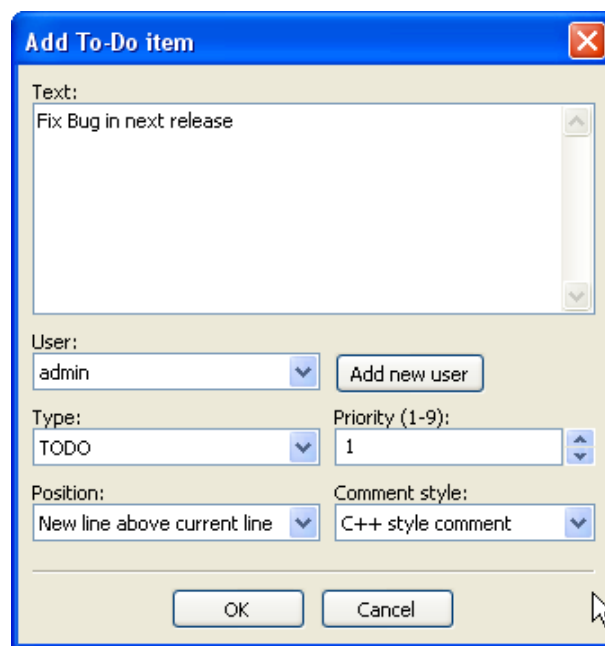 Add To-Do item
Text:
Fix Bug in next release
User:
admin
Add new user
Type:
Priority (1-9):
TODO
1
Position:
Comment style:
New line above current line
C++ style comment
OK
Cancel